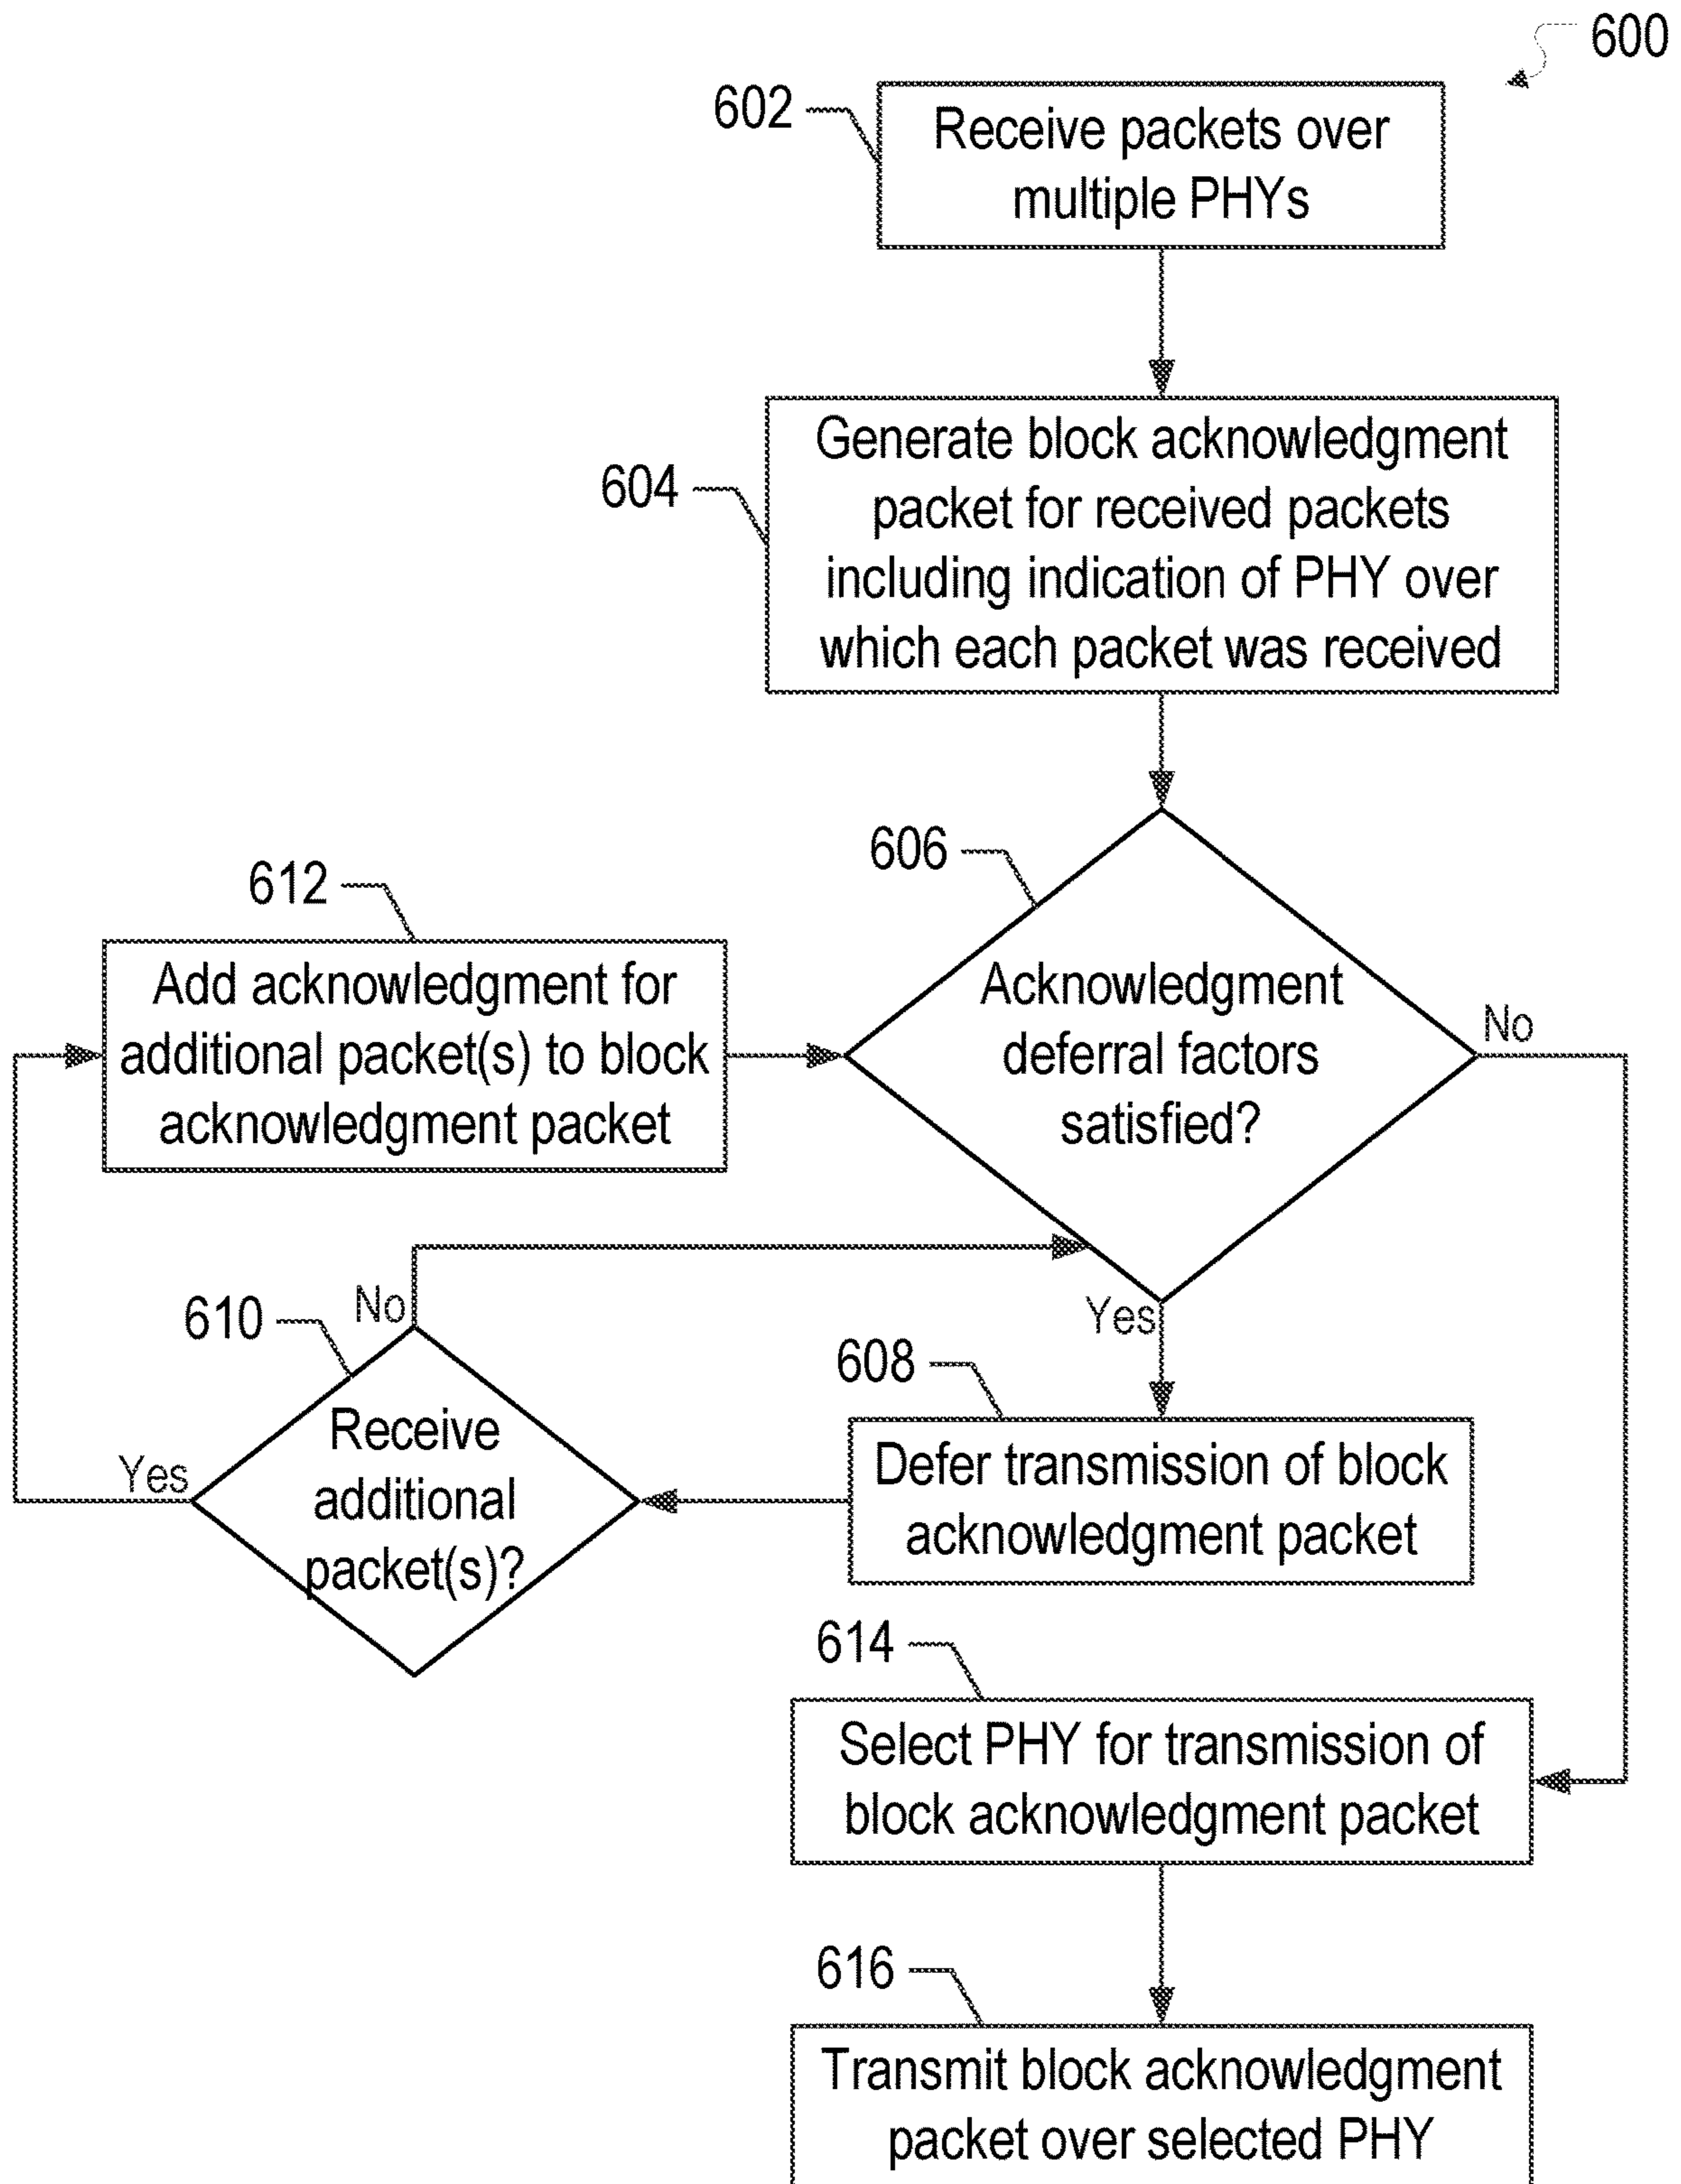 600
602
Receive packets over
multiple PHYs
604
Generate block acknowledgment
packet for received packets
including indication of PHY over
which each packet was received
606
Acknowledgment
deferral factors
satisfied?
No
Yes
612
Add acknowledgment for
additional packet(s) to block
acknowledgment packet
610
No
Yes
Receive
additional
packet(s)?
608
Defer transmission of block
acknowledgment packet
614
Select PHY for transmission of
block acknowledgment packet
616
Transmit block acknowledgment
packet over selected PHY